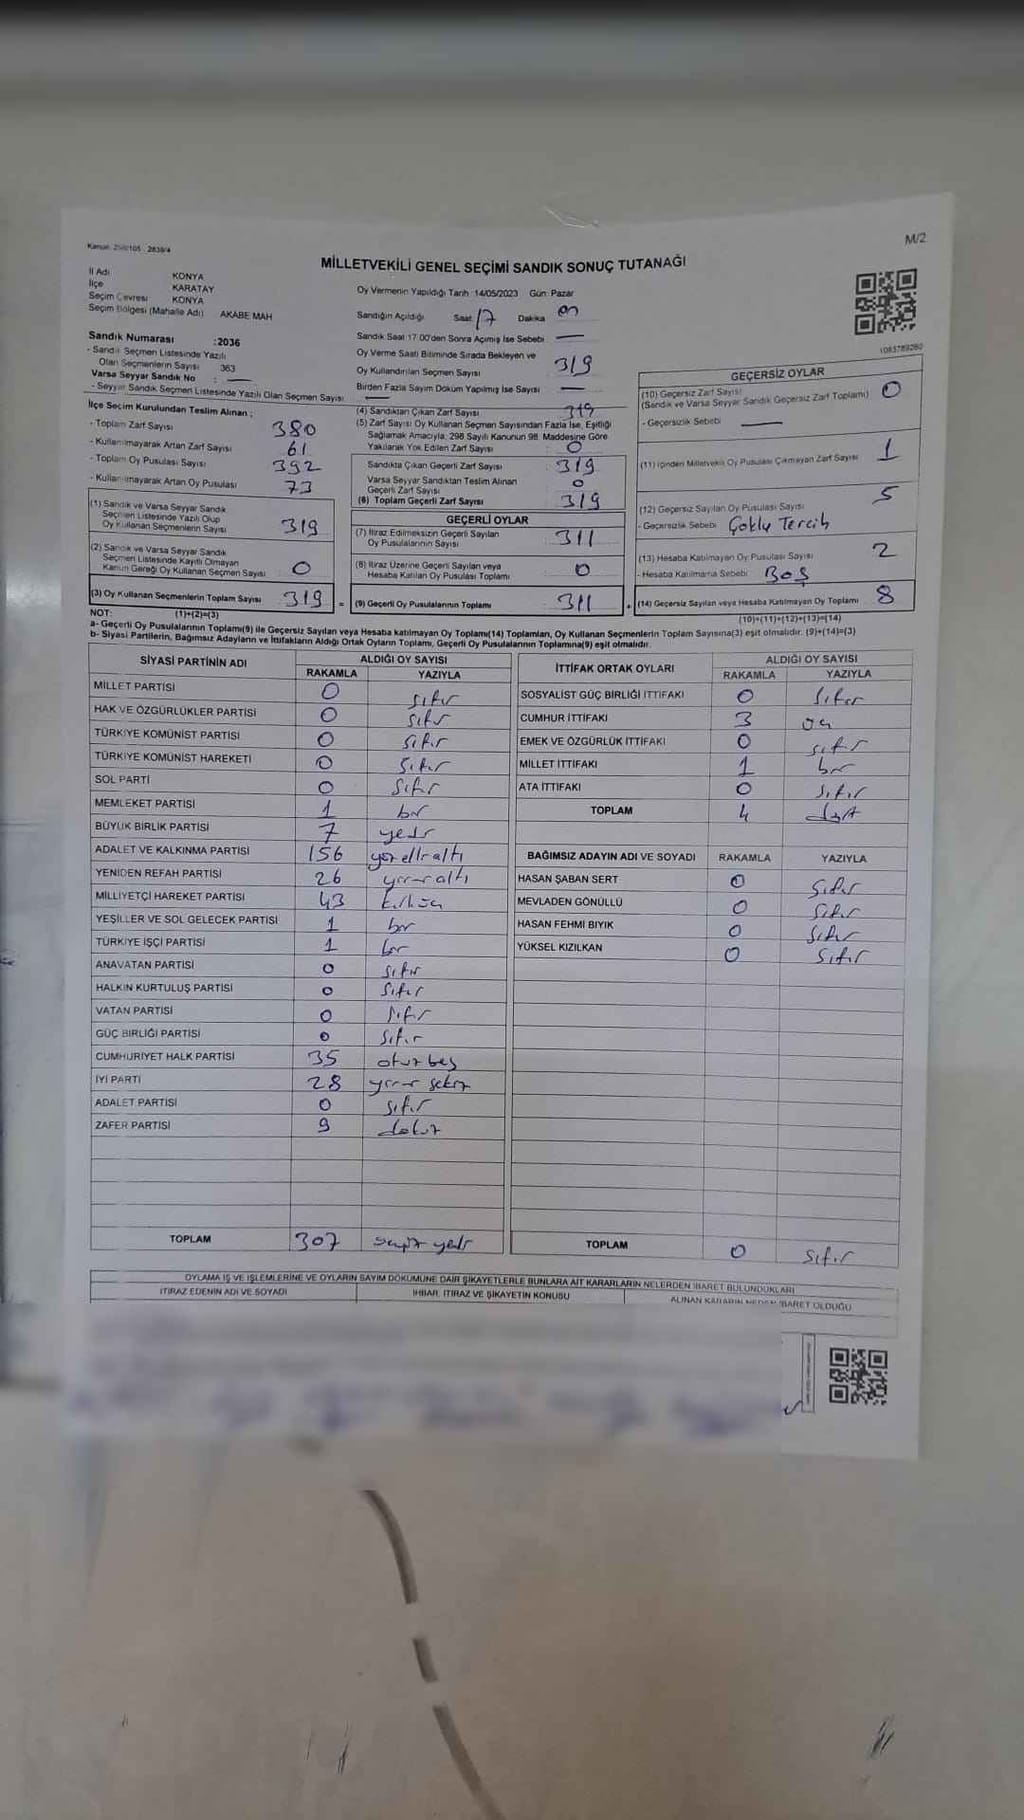 Kanun: 298/105 - 2839/4
M/2
MİLLETVEKİLİ GENEL SEÇİMİ SANDIK SONUÇ TUTANAĞI
İl Adı KONYA
İlçe KARATAY
Seçim Çevresi KONYA
Seçim Bölgesi (Mahalle Adı) AKABE MAH
Sandık Numarası :2036
- Sandık Seçmen Listesinde Yazılı
Olan Seçmenlerin Sayısı 363
Varsa Seyyar Sandık No : —
- Seyyar Sandık Seçmen Listesinde Yazılı Olan Seçmen Sayısı:
İlçe Seçim Kurulundan Teslim Alınan ;
- Toplam Zarf Sayısı 380
- Kullanılmayarak Artan Zarf Sayısı 61
- Toplam Oy Pusulası Sayısı 392
- Kullanılmayarak Artan Oy Pusulası 73
(1) Sandık ve Varsa Seyyar Sandık
Seçmen Listesinde Yazılı Olup
Oy Kullanan Seçmenlerin Sayısı 319
(2) Sandık ve Varsa Seyyar Sandık
Seçmen Listesinde Kayıtlı Olmayan
Kanun Gereği Oy Kullanan Seçmen Sayısı 0
(3) Oy Kullanan Seçmenlerin Toplam Sayısı 319 =
Oy Vermenin Yapıldığı Tarih :14/05/2023 Gün: Pazar
Sandığın Açıldığı Saat 17 Dakika
Sandık Saat 17.00'den Sonra Açılmış İse Sebebi —
Oy Verme Saati Bitiminde Sırada Bekleyen ve
Oy Kullandırılan Seçmen Sayısı 319
Birden Fazla Sayım Döküm Yapılmış İse Sayısı —
(4) Sandıktan Çıkan Zarf Sayısı 319
(5) Zarf Sayısı Oy Kullanan Seçmen Sayısından Fazla İse, Eşitliği
Sağlamak Amacıyla, 298 Sayılı Kanunun 98. Maddesine Göre
Yakılarak Yok Edilen Zarf Sayısı 0
Sandıkta Çıkan Geçerli Zarf Sayısı 319
Varsa Seyyar Sandıktan Teslim Alınan
Geçerli Zarf Sayısı 0
(6) Toplam Geçerli Zarf Sayısı 319
GEÇERLİ OYLAR
(7) İtiraz Edilmeksizin Geçerli Sayılan
Oy Pusulalarının Sayısı 311
(8) İtiraz Üzerine Geçerli Sayılan veya
Hesaba Katılan Oy Pusulası Toplamı 0
(9) Geçerli Oy Pusulalarının Toplamı 311
1083789260
GEÇERSİZ OYLAR
(10) Geçersiz Zarf Sayısı 0
(Sandık ve Varsa Seyyar Sandık Geçersiz Zarf Toplamı)
- Geçersizlik Sebebi —
(11) İçinden Milletvekili Oy Pusulası Çıkmayan Zarf Sayısı 1
(12) Geçersiz Sayılan Oy Pusulası Sayısı 5
- Geçersizlik Sebebi Çoklu Tercih
(13) Hesaba Katılmayan Oy Pusulası Sayısı 2
- Hesaba Katılmama Sebebi BOŞ
(14) Geçersiz Sayılan veya Hesaba Katılmayan Oy Toplamı 8
NOT: (1)+(2)=(3) (10)+(11)+(12)+(13)=(14)
a- Geçerli Oy Pusulalarının Toplamı(9) ile Geçersiz Sayılan veya Hesaba katılmayan Oy Toplamı(14) Toplamları, Oy Kullanan Seçmenlerin Toplam Sayısına(3) eşit olmalıdır. (9)+(14)=(3)
b- Siyasi Partilerin, Bağımsız Adayların ve İttifakların Aldığı Ortak Oyların Toplamı, Geçerli Oy Pusulalarının Toplamına(9) eşit olmalıdır.
SİYASİ PARTİNİN ADI ALDIĞI OY SAYISI
RAKAMLA YAZIYLA
MİLLET PARTİSİ 0 sıfır
HAK VE ÖZGÜRLÜKLER PARTİSİ 0 sıfır
TÜRKİYE KOMÜNİST PARTİSİ 0 sıfır
TÜRKİYE KOMÜNİST HAREKETİ 0 sıfır
SOL PARTİ 0 sıfır
MEMLEKET PARTİSİ 1 bir
BÜYÜK BİRLİK PARTİSİ 7 yedi
ADALET VE KALKINMA PARTİSİ 156 yüz elli altı
YENİDEN REFAH PARTİSİ 26 yirmi altı
MİLLİYETÇİ HAREKET PARTİSİ 43 kırküç
YEŞİLLER VE SOL GELECEK PARTİSİ 1 bir
TÜRKİYE İŞÇİ PARTİSİ 1 bir
ANAVATAN PARTİSİ 0 sıfır
HALKIN KURTULUŞ PARTİSİ 0 sıfır
VATAN PARTİSİ 0 sıfır
GÜÇ BİRLİĞİ PARTİSİ 0 sıfır
CUMHURİYET HALK PARTİSİ 35 otuz beş
İYİ PARTİ 28 yirmi sekiz
ADALET PARTİSİ 0 sıfır
ZAFER PARTİSİ 9 dokuz
TOPLAM 307 yedi
İTTİFAK ORTAK OYLARI ALDIĞI OY SAYISI
RAKAMLA YAZIYLA
SOSYALİST GÜÇ BİRLİĞİ İTTİFAKI 0 sıfır
CUMHUR İTTİFAKI 3 üç
EMEK VE ÖZGÜRLÜK İTTİFAKI 0 sıfır
MİLLET İTTİFAKI 1 bir
ATA İTTİFAKI 0 sıfır
TOPLAM 4 dört
BAĞIMSIZ ADAYIN ADI VE SOYADI RAKAMLA YAZIYLA
HASAN ŞABAN SERT 0 sıfır
MEVLADEN GÖNÜLLÜ 0 sıfır
HASAN FEHMİ BIYIK 0 sıfır
YÜKSEL KIZILKAN 0 sıfır
TOPLAM 0 sıfır
OYLAMA İŞ VE İŞLEMLERİNE VE OYLARIN SAYIM DÖKÜMÜNE DAİR ŞİKAYETLERLE BUNLARA AİT KARARLARIN NELERDEN İBARET BULUNDUKLARI
İTİRAZ EDENİN ADI VE SOYADI İHBAR, İTİRAZ VE ŞİKAYETİN KONUSU ALINAN KARARIN NEDEN İBARET OLDUĞU